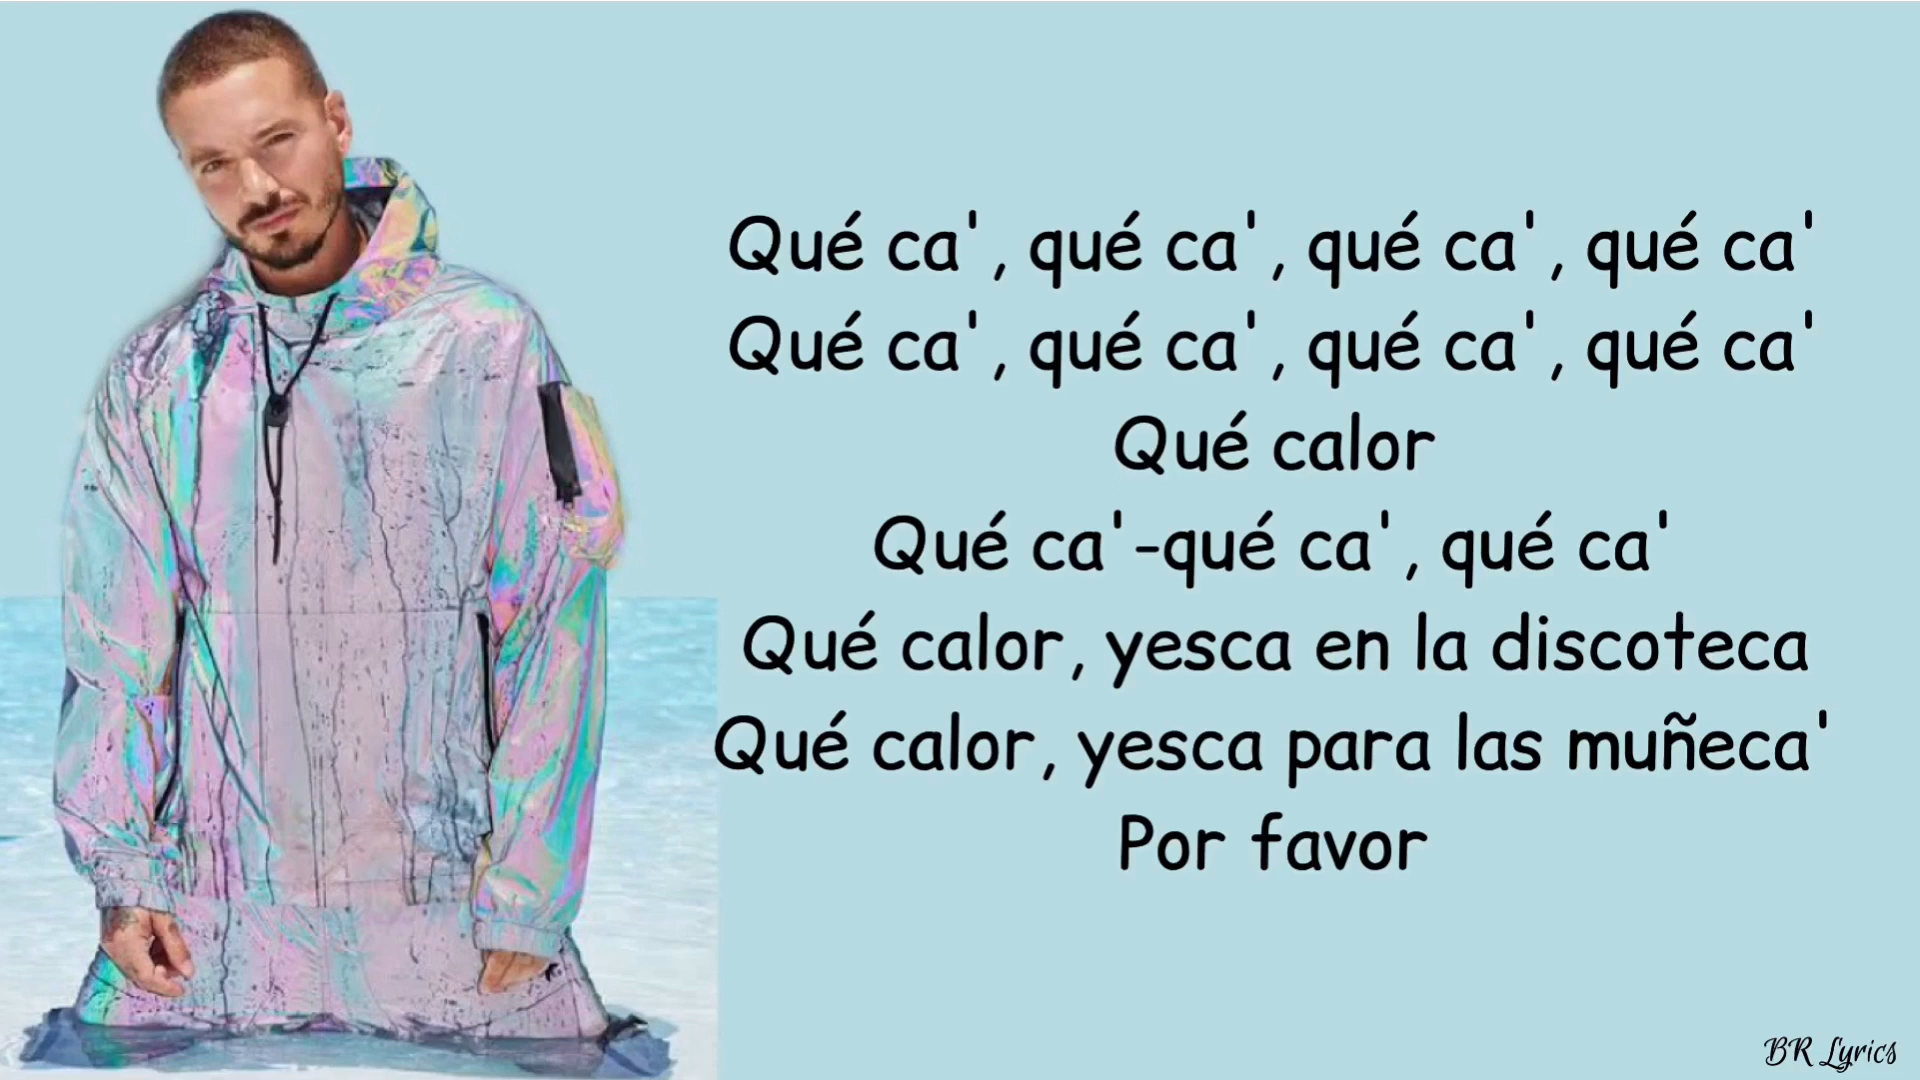 Qué ca', qué ca', qué ca', qué ca'
Qué ca', qué ca', qué ca', qué ca'
Qué calor
Qué ca'-qué ca', qué ca'
Qué calor, yesca en la discoteca
Qué calor, yesca para las muñeca'
Por favor
BR Lyrics